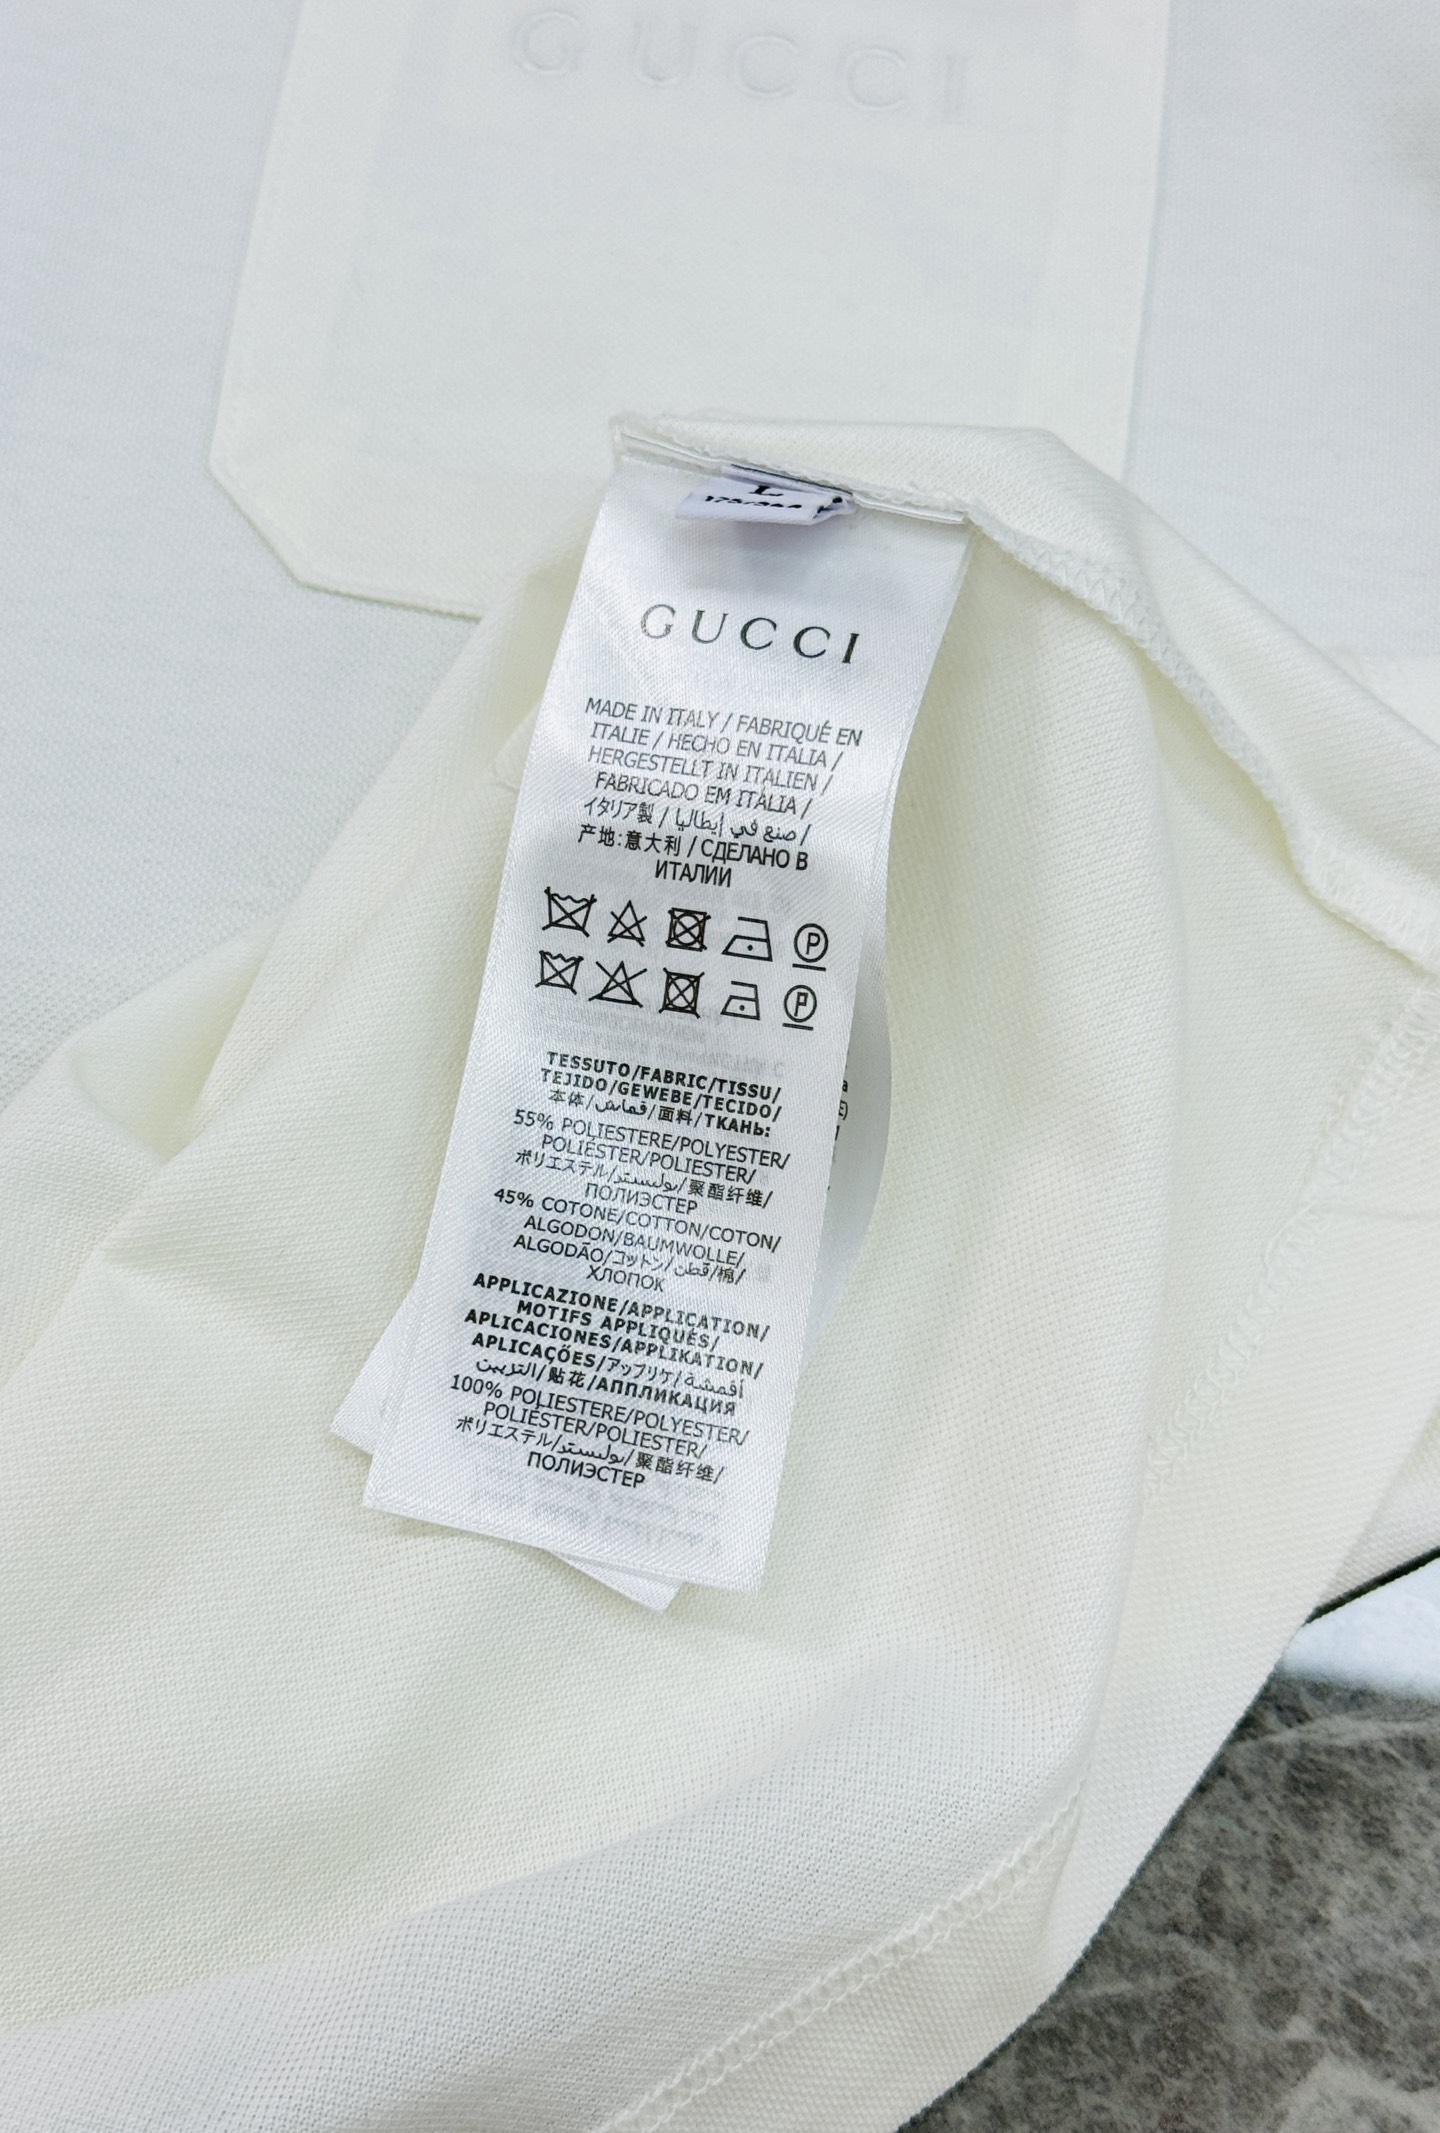 GUCCI
L
GUCCI
MADE IN ITALY / FABRIQUÉ EN
ITALIE / HECHO EN ITALIA /
HERGESTELLT IN ITALIEN /
FABRICADO EM ITÁLIA /
イタリア製 / صنع في إيطاليا /
产地:意大利 / СДЕЛАНО В
ИТАЛИИ
P
P
TESSUTO/FABRIC/TISSU/
TEJIDO/GEWEBE/TECIDO/
本体/قماش/面料/ТКАНЬ:
55% POLIESTERE/POLYESTER/
POLIÉSTER/POLIESTER/
ポリエステル/بوليستر/聚酯纤维/
ПОЛИЭСТЕР
45% COTONE/COTTON/COTON/
ALGODON/BAUMWOLLE/
ALGODÃO/コットン/قطن/棉/
ХЛОПОК
APPLICAZIONE/APPLICATION/
MOTIFS APPLIQUÉS/
APLICACIONES/APPLIKATION/
APLICAÇÕES/アップリケ/أقمشة
التزيين/贴花/АППЛИКАЦИЯ
100% POLIESTERE/POLYESTER/
POLIÉSTER/POLIESTER/
ポリエステル/بوليستر/聚酯纤维/
ПОЛИЭСТЕР